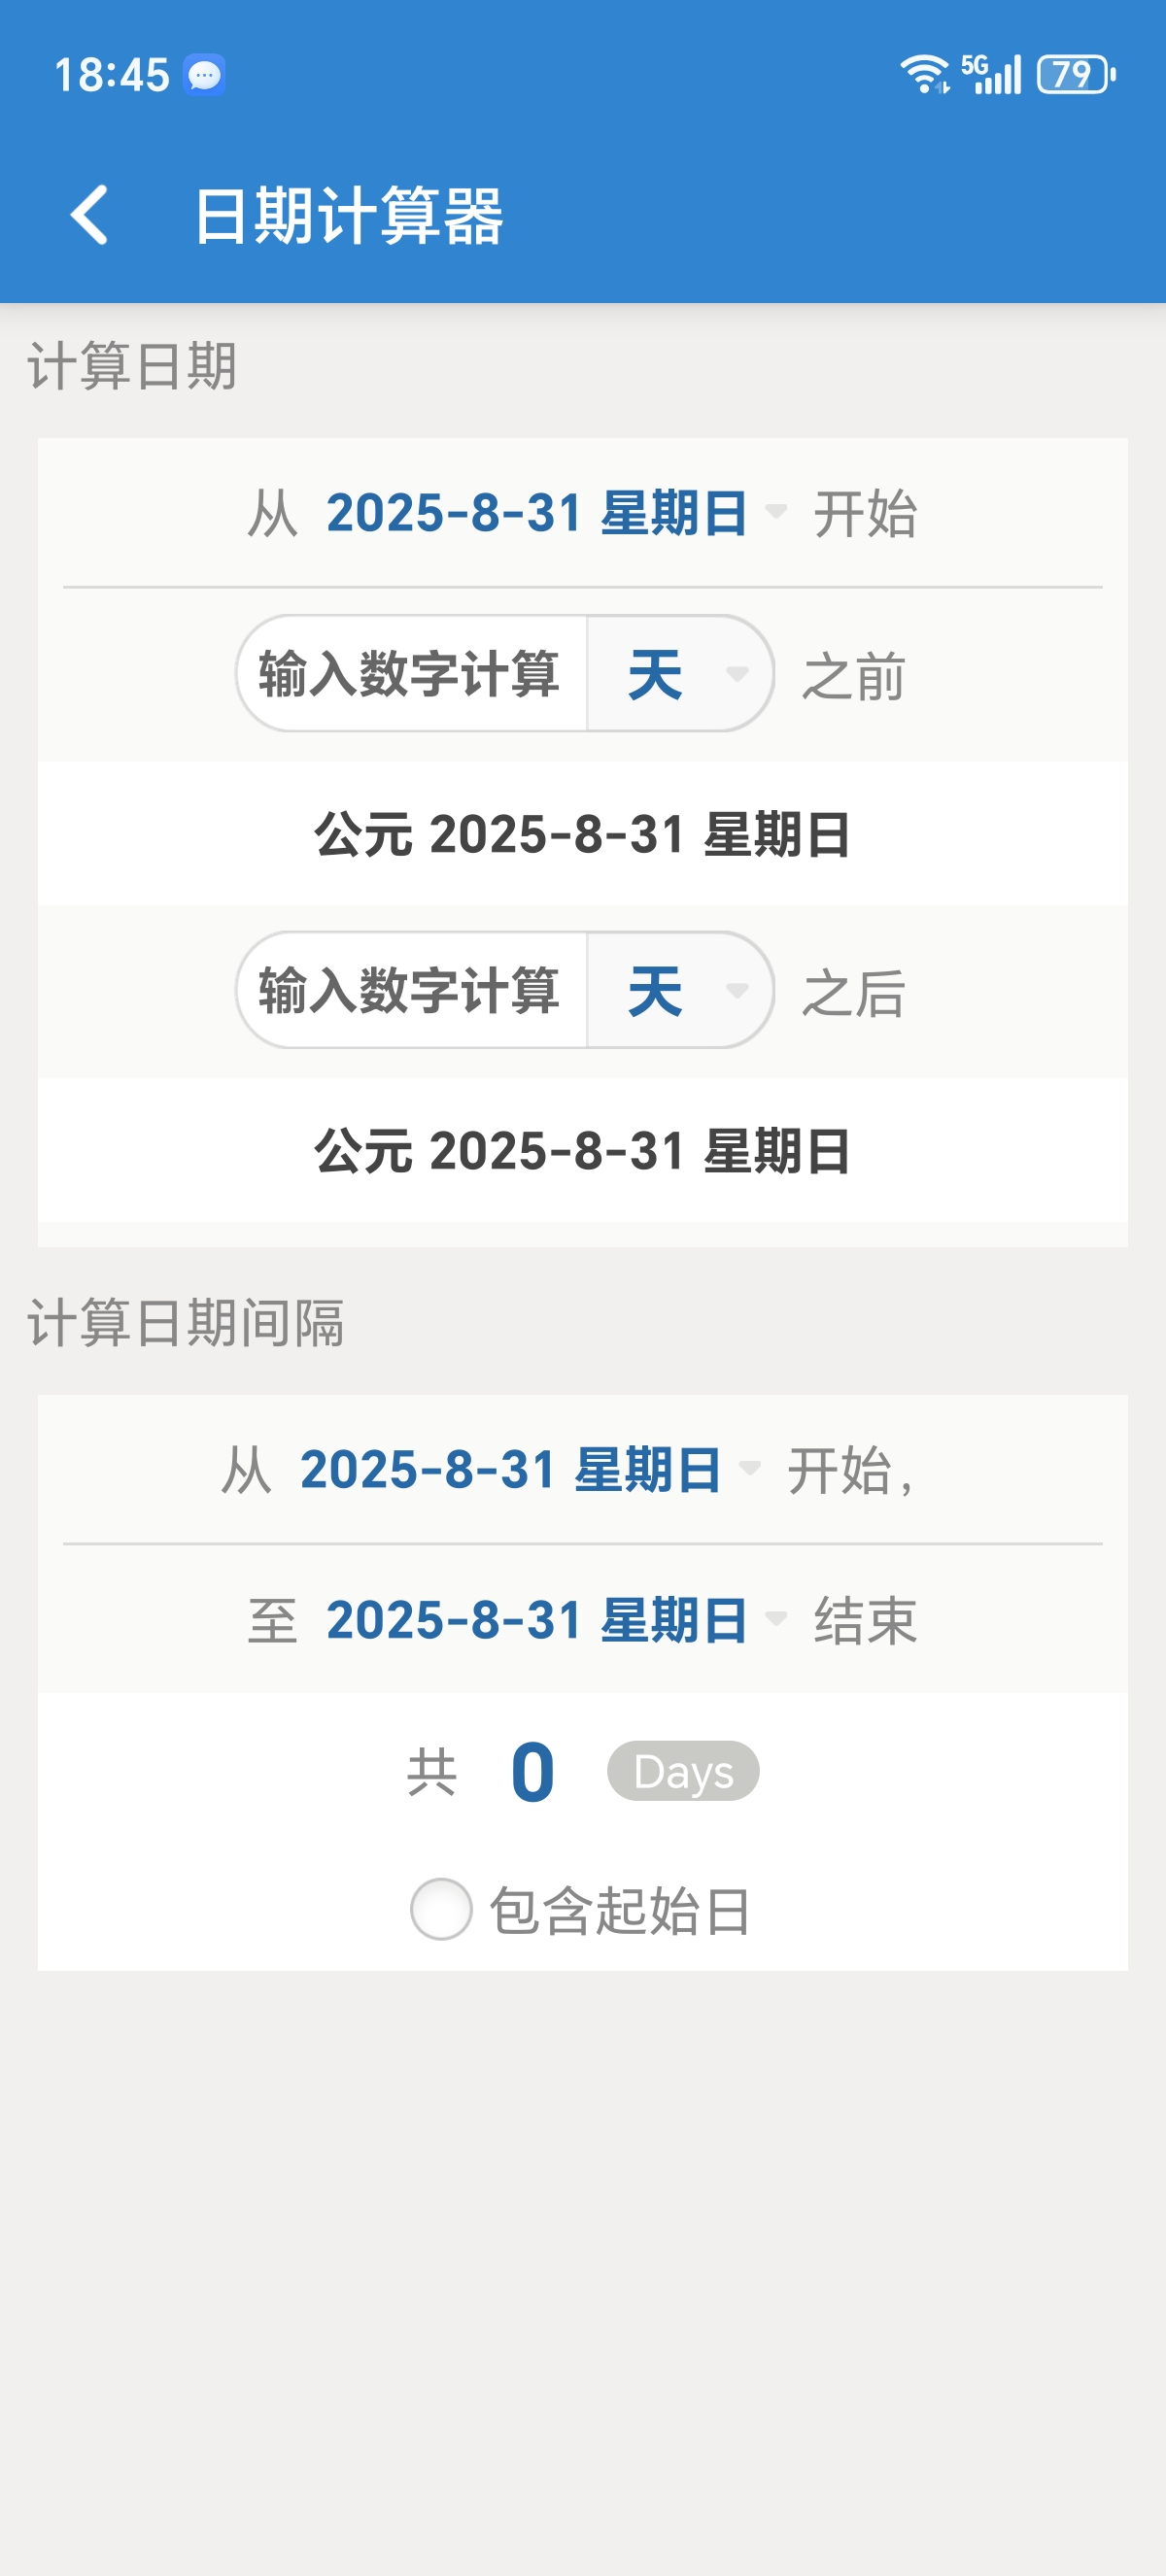 18:45 5G 79
日期计算器
计算日期
从 2025-8-31 星期日 开始
输入数字计算 天 之前
公元 2025-8-31 星期日
输入数字计算 天 之后
公元 2025-8-31 星期日
计算日期间隔
从 2025-8-31 星期日 开始，
至 2025-8-31 星期日 结束
共 0 Days
包含起始日